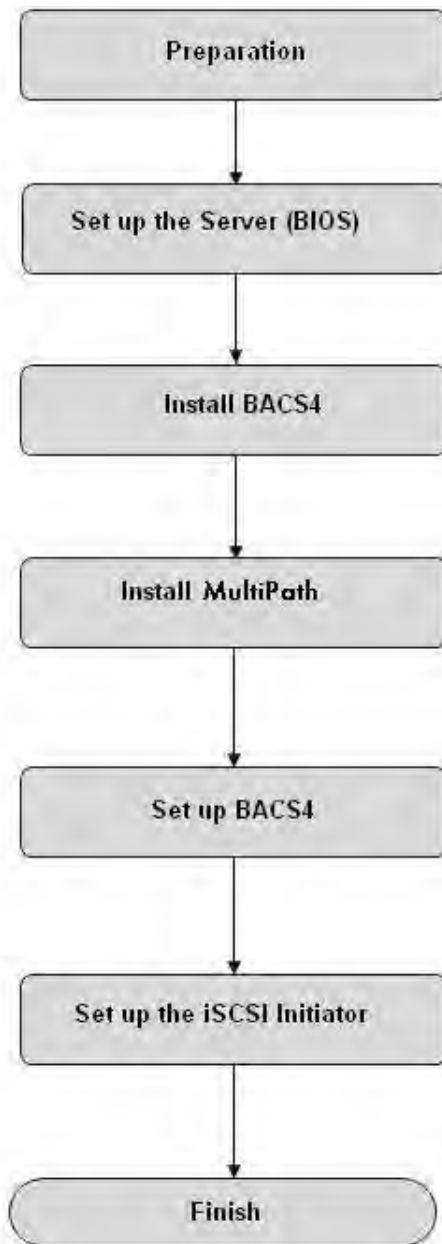 Preparation
Set up the Server (BIOS)
Install BACS4
Install MultiPath
Set up BACS4
Set up the iSCSI Initiator
Finish